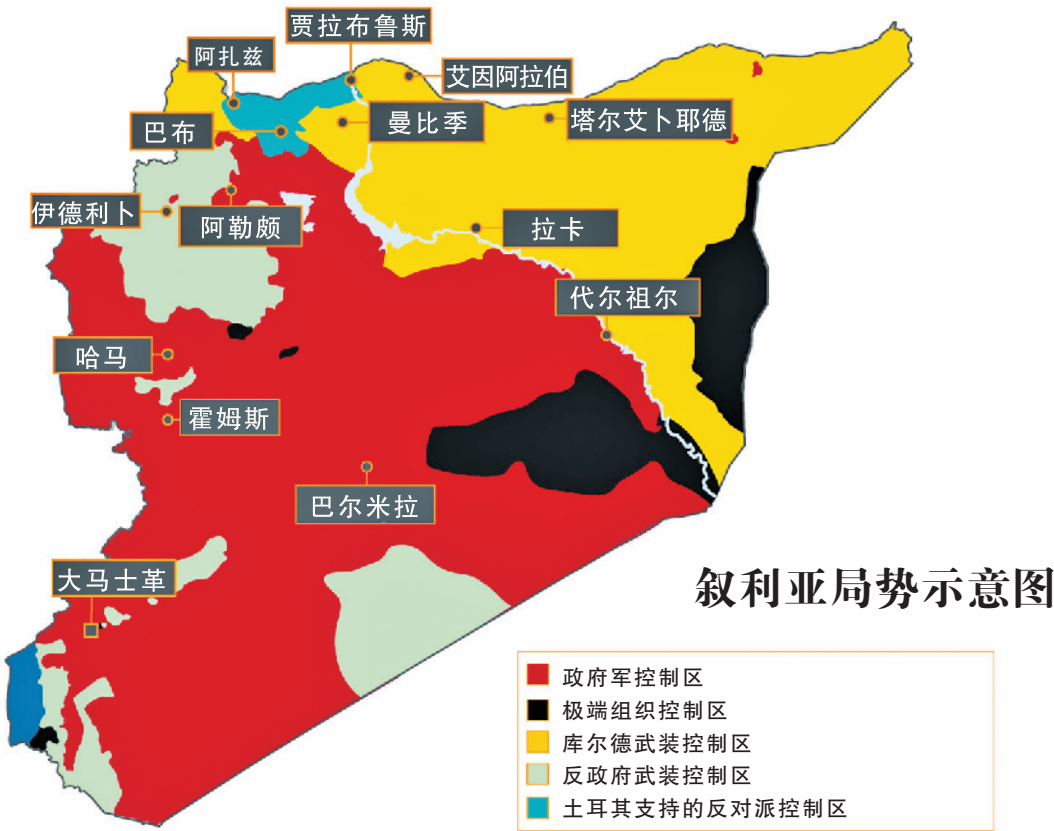 贾拉布鲁斯
阿扎兹
艾因阿拉伯
巴布
曼比季
塔尔艾卜耶德
伊德利卜
阿勒颇
拉卡
代尔祖尔
哈马
霍姆斯
巴尔米拉
大马士革
叙利亚局势示意图
政府军控制区
极端组织控制区
库尔德武装控制区
反政府武装控制区
土耳其支持的反对派控制区